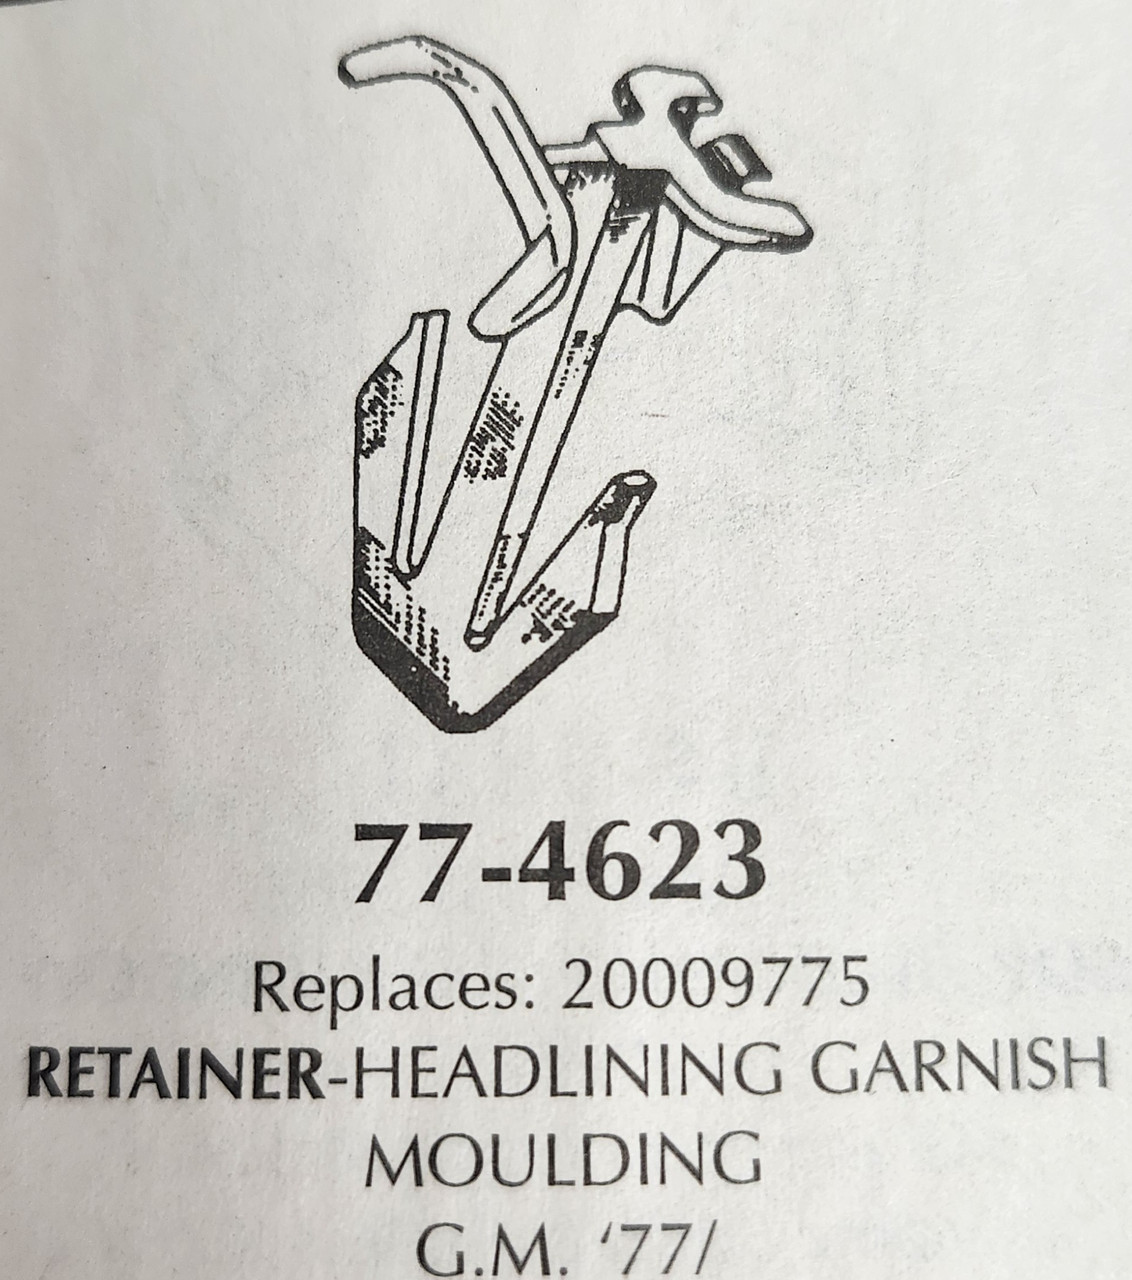 77-4623
Replaces: 20009775
RETAINER-HEADLINING GARNISH
MOULDING
G.M. ‘77/